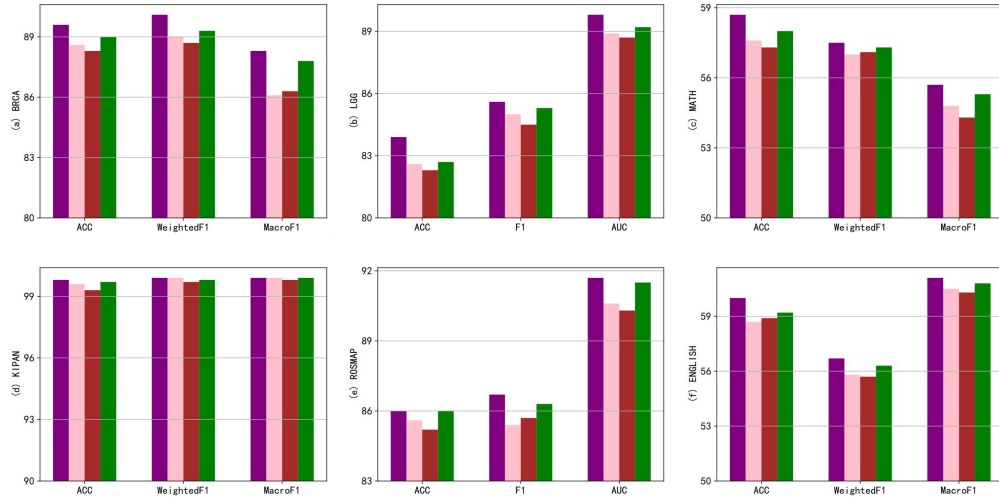 (a) BRCA
89
86
83
80
ACC WeightedF1 MacroF1
(b) LGG
89
86
83
80
ACC F1 AUC
(c) MATH
59
56
53
50
ACC WeightedF1 MacroF1
(d) KIPAN
99
96
93
90
ACC WeightedF1 MacroF1
(e) ROSMAP
92
89
86
83
ACC F1 AUC
(f) ENGLISH
59
56
53
50
ACC WeightedF1 MacroF1